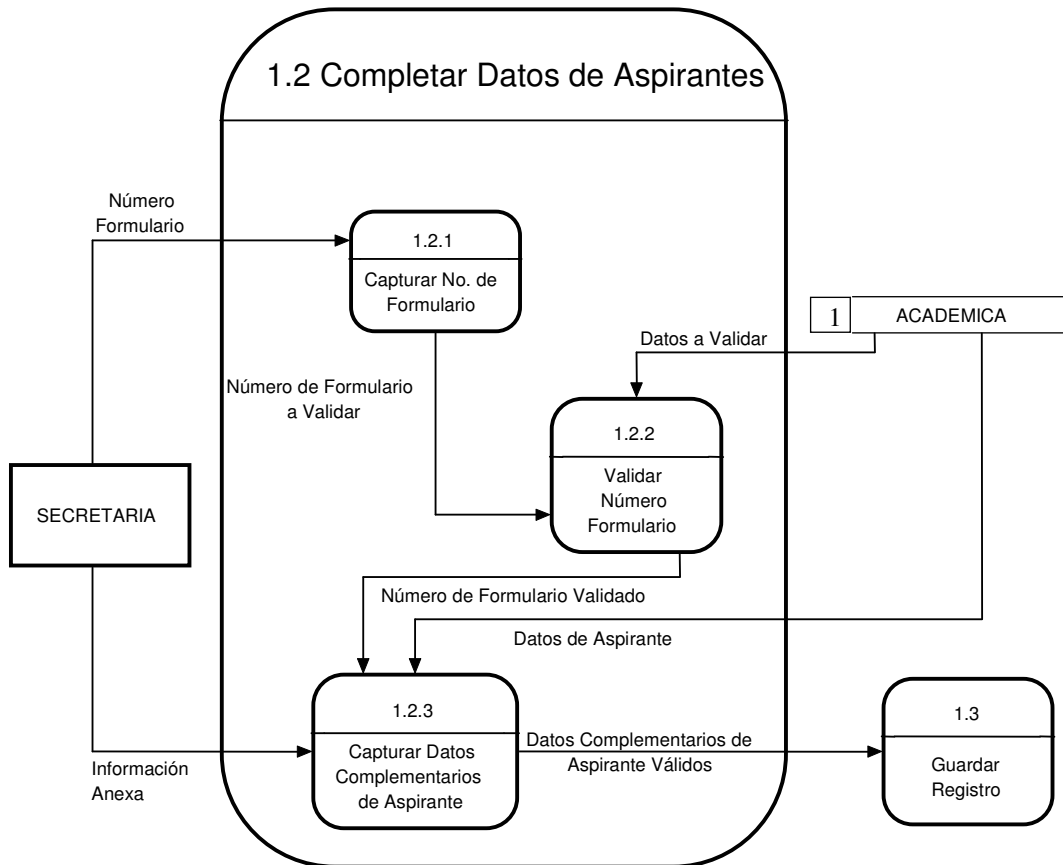 1.2 Completar Datos de Aspirantes
Número
Formulario
1.2.1
Capturar No. de
Formulario
1
ACADEMICA
Datos a Validar
Número de Formulario
a Validar
1.2.2
Validar
Número
Formulario
SECRETARIA
Número de Formulario Validado
Datos de Aspirante
1.2.3
Capturar Datos
Complementarios
de Aspirante
Datos Complementarios de
Aspirante Válidos
1.3
Guardar
Registro
Información
Anexa